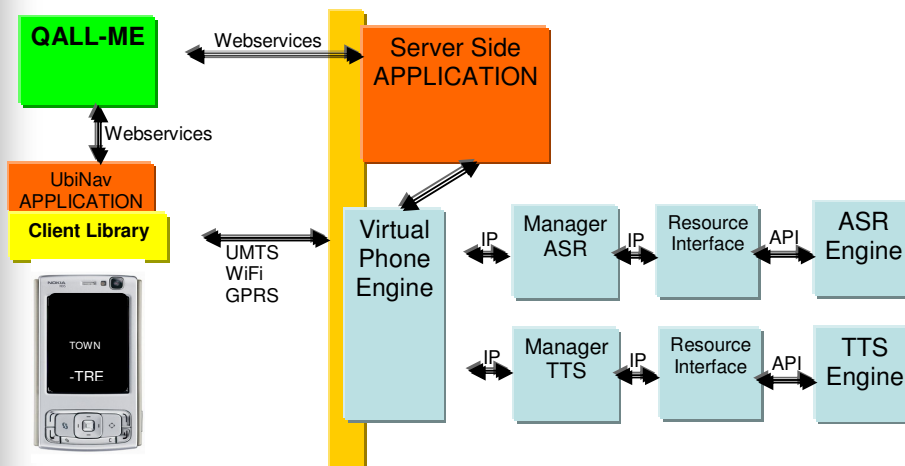 QALL-ME
Webservices
Server Side
APPLICATION
Webservices
UbiNav
APPLICATION
Client Library
UMTS
WiFi
GPRS
Virtual
Phone
Engine
IP
Manager
ASR
IP
Resource
Interface
API
ASR
Engine
IP
Manager
TTS
IP
Resource
Interface
API
TTS
Engine
NOKIA
TOWN
-TRE